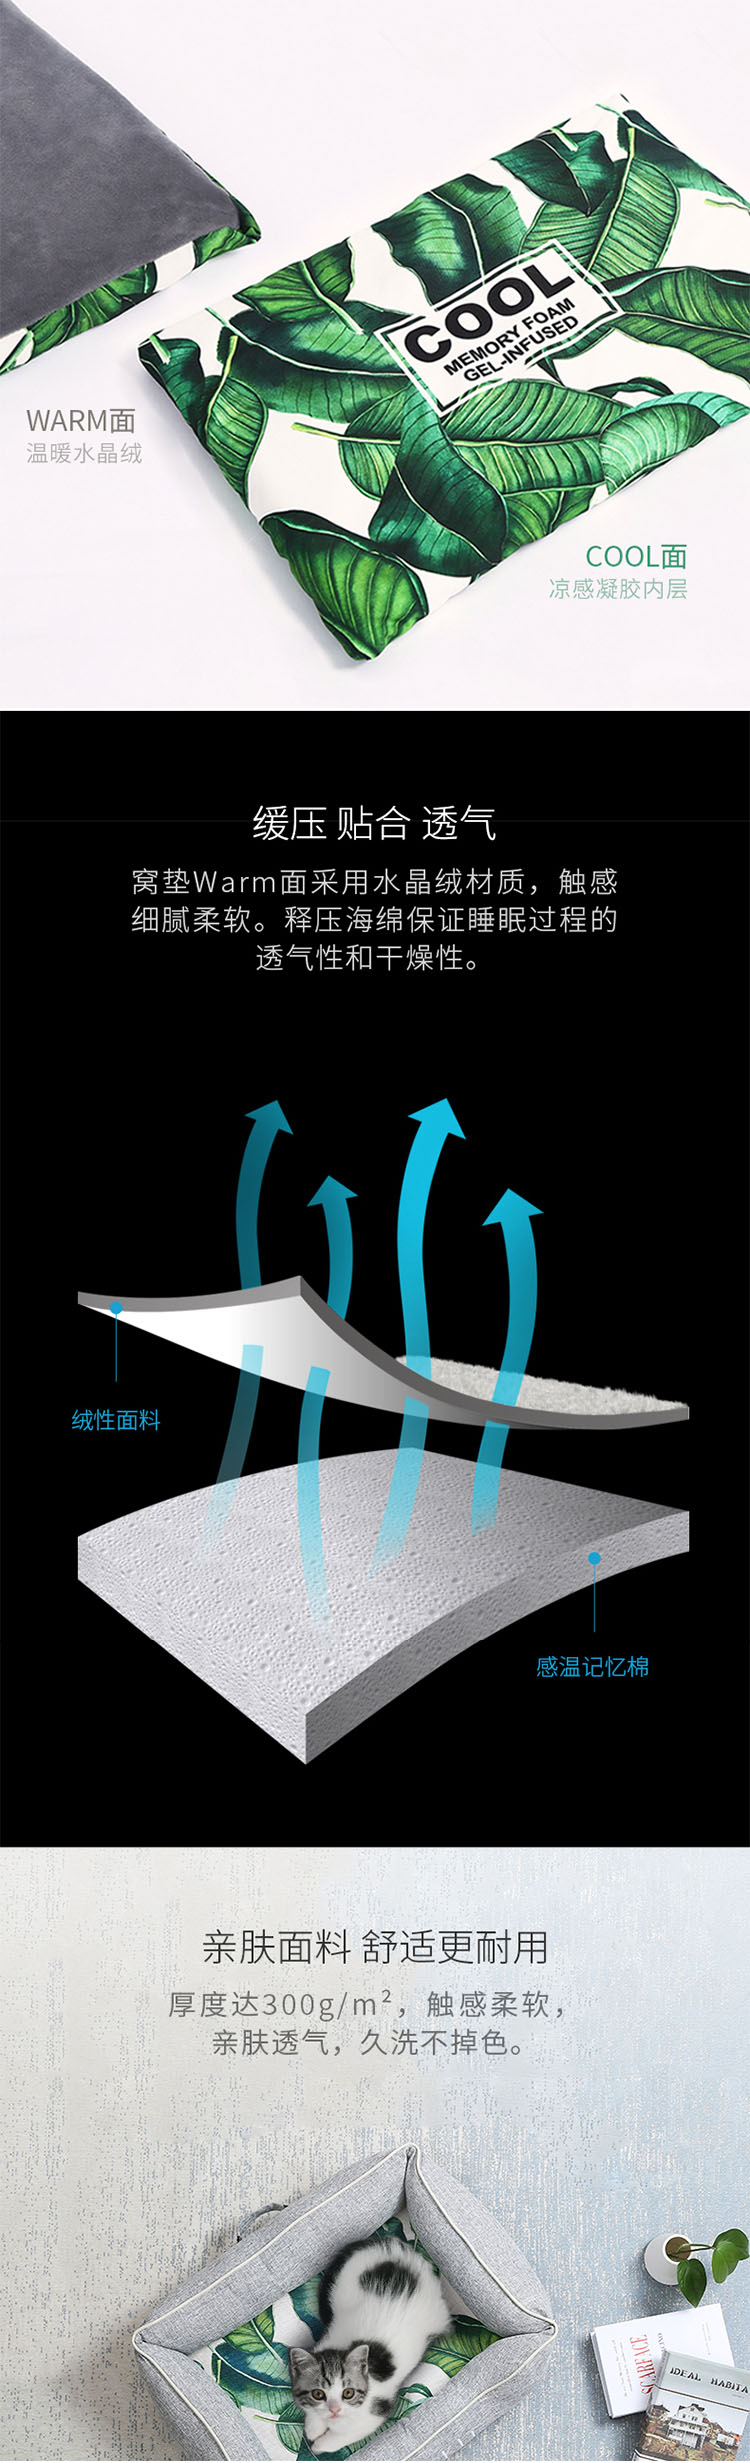 COOL
MEMORY FOAM
GEL-INFUSED
WARM面
温暖水晶绒
COOL面
凉感凝胶内层
缓压 贴合 透气
窝垫Warm面采用水晶绒材质，触感
细腻柔软。释压海绵保证睡眠过程的
透气性和干燥性。
绒性面料
感温记忆棉
亲肤面料 舒适更耐用
厚度达300g/m²，触感柔软，
亲肤透气，久洗不掉色。
SCARFACE
IDEAL HABITA